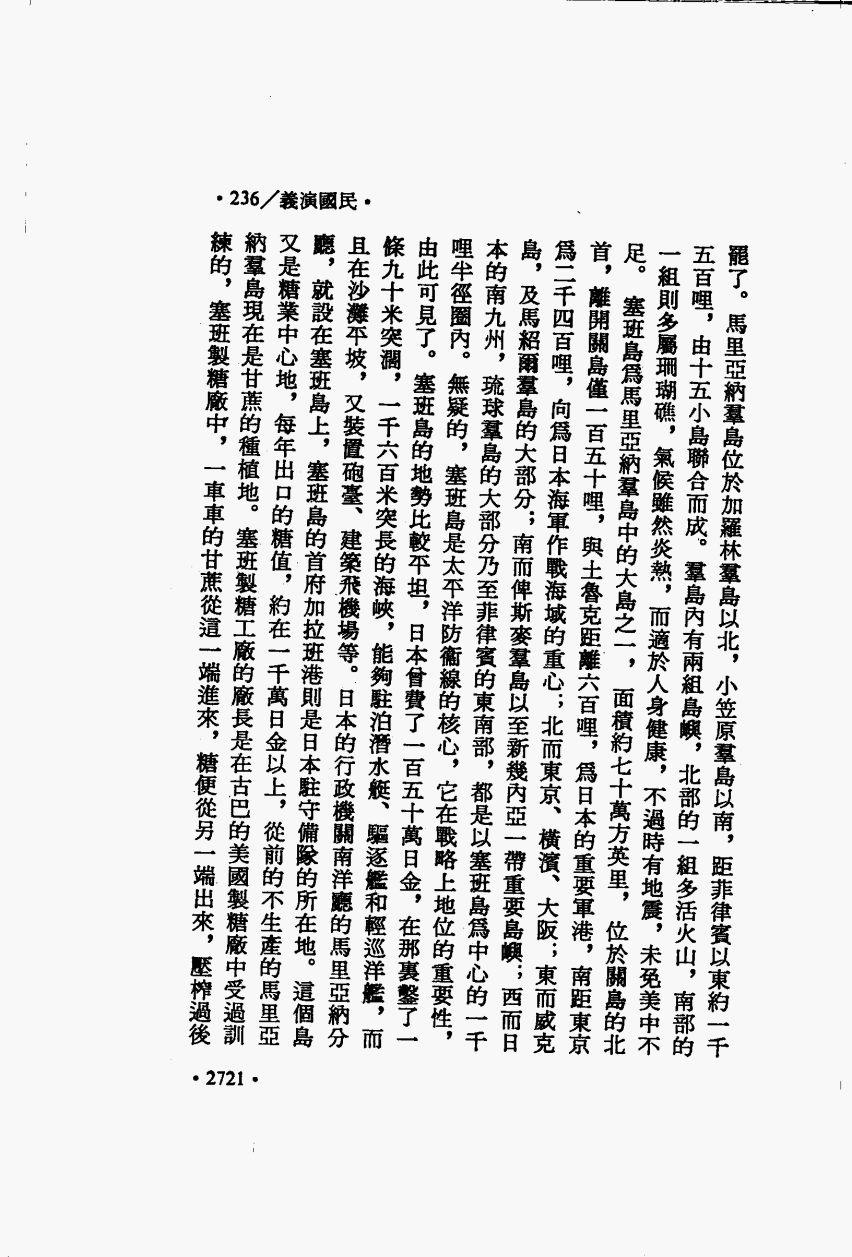 ·236/義演國民·
罷了。馬里亞納羣島位於加羅林羣島以北，小笠原羣島以南，距菲律賓以東約一千
五百哩，由十五小島聯合而成。羣島內有兩組島嶼，北部的一組多活火山，南部的
一組則多屬珊瑚礁，氣候雖然炎熱，而適於人身健康，不過時有地震，未免美中不
足。塞班島爲馬里亞納羣島中的大島之一，面積約七十萬方英里，位於關島的北
首，離開關島僅一百五十哩，與土魯克距離六百哩，爲日本的重要軍港，南距東京
爲二千四百哩，向爲日本海軍作戰海域的重心；北而東京、橫濱、大阪；東而威克
島，及馬紹爾羣島的大部分；南而俾斯麥羣島以至新幾內亞一帶重要島嶼；西而日
本的南九州，琉球羣島的大部分乃至菲律賓的東南部，都是以塞班島爲中心的一千
哩半徑圈內。無疑的，塞班島是太平洋防衞線的核心，它在戰略上地位的重要性，
由此可見了。塞班島的地勢比較平坦，日本曾費了一百五十萬日金，在那裏鑿了一
條九十米突濶，一千六百米突長的海峽，能夠駐泊潛水艇、驅逐艦和輕巡洋艦，而
且在沙灘平坡，又裝置砲臺、建築飛機場等。日本的行政機關南洋廳的馬里亞納分
廳，就設在塞班島上，塞班島的首府加拉班港則是日本駐守備隊的所在地。這個島
又是糖業中心地，每年出口的糖值，約在一千萬日金以上，從前的不生產的馬里亞
納羣島現在是甘蔗的種植地。塞班製糖工廠的廠長是在古巴的美國製糖廠中受過訓
練的，塞班製糖廠中，一車車的甘蔗從這一端進來，糖便從另一端出來，壓榨過後
·2721·